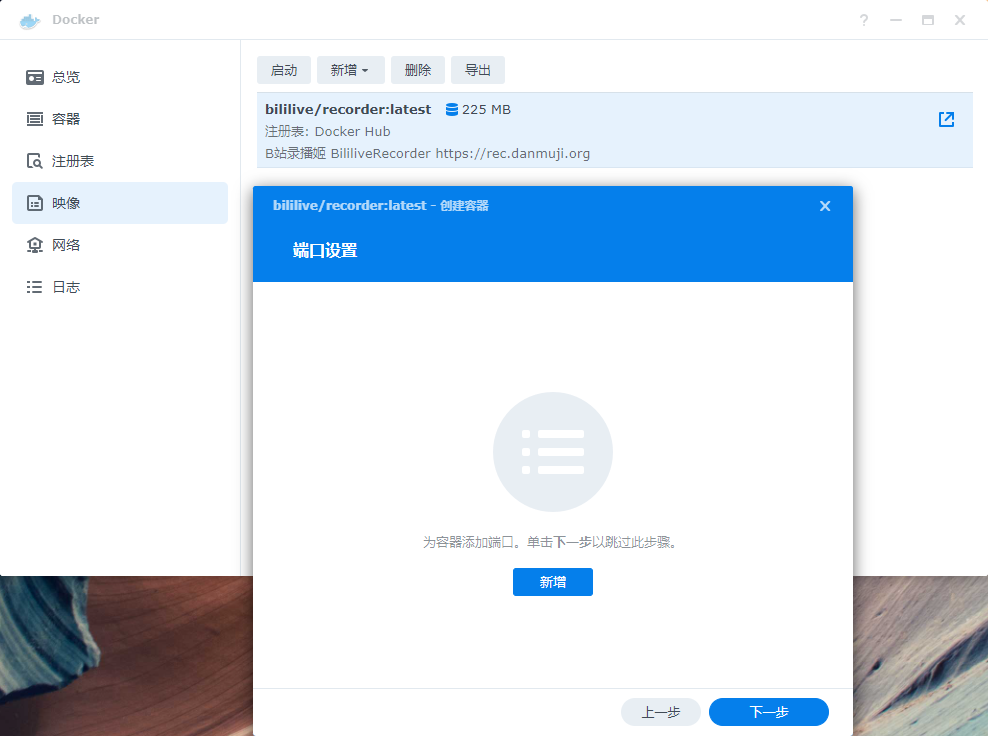 Docker
总览
容器
注册表
映像
网络
日志
启动 新增 删除 导出
bililive/recorder:latest 225 MB
注册表: Docker Hub
B站录播姬 BililiveRecorder https://rec.danmuji.org
bililive/recorder:latest - 创建容器
端口设置
为容器添加端口。单击下一步以跳过此步骤。
新增
上一步 下一步